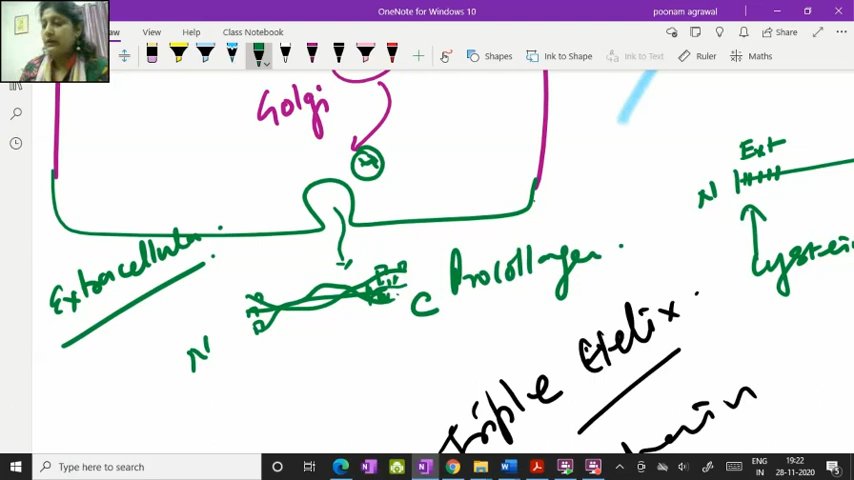 OneNote for Windows 10
poonam agrawal
View
Help
Class Notebook
Share
Shapes
Ink to Shape
Ink to Text
Ruler
Maths
Golgi
Ext
N
Extracellular
Procollagen
C
N
Triple Helix
Type here to search
ENG
IN
19:22
28-11-2020